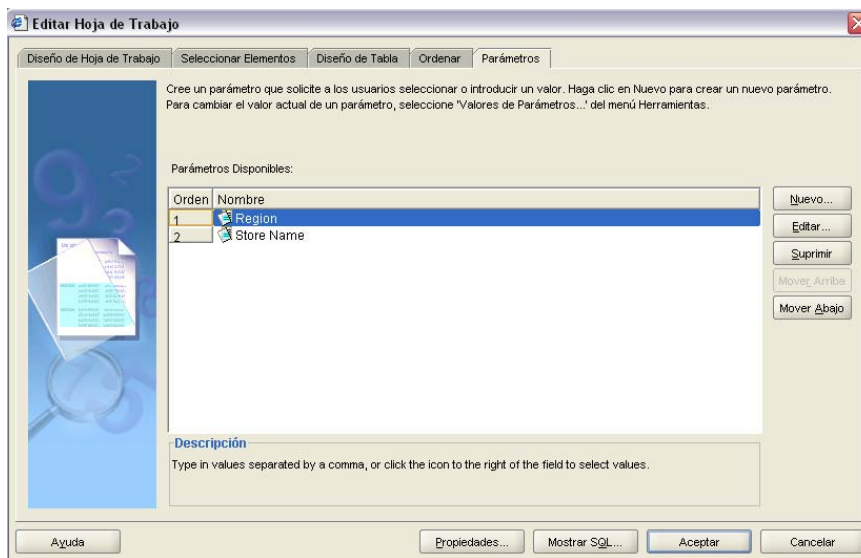 Editar Hoja de Trabajo
Diseño de Hoja de Trabajo Seleccionar Elementos Diseño de Tabla Ordenar Parámetros
Cree un parámetro que solicite a los usuarios seleccionar o introducir un valor. Haga clic en Nuevo para crear un nuevo parámetro.
Para cambiar el valor actual de un parámetro, seleccione 'Valores de Parámetros...' del menú Herramientas.
Parámetros Disponibles:
Orden Nombre
1 Region
2 Store Name
Nuevo...
Editar...
Suprimir
Mover Arriba
Mover Abajo
Descripción
Type in values separated by a comma, or click the icon to the right of the field to select values.
Ayuda Propiedades... Mostrar SQL... Aceptar Cancelar